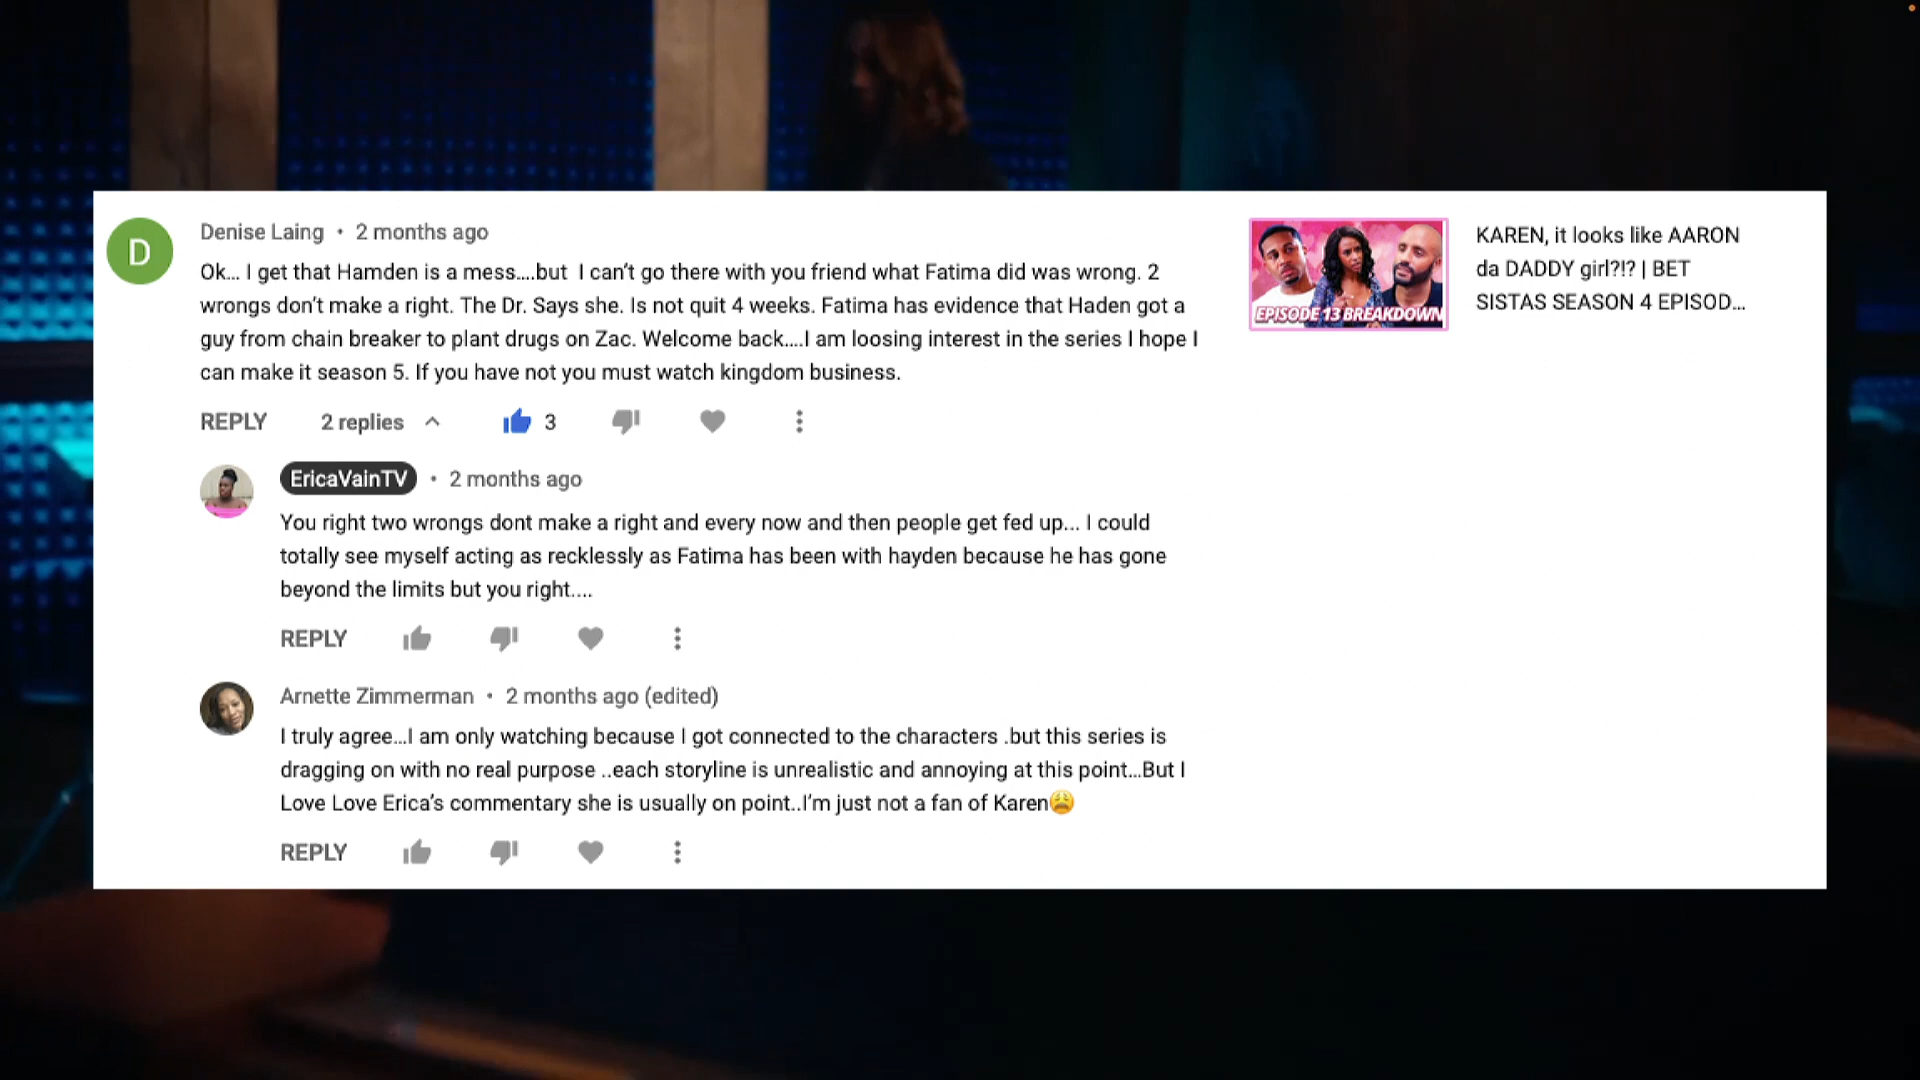 D
Denise Laing • 2 months ago
Ok... I get that Hamden is a mess....but  I can't go there with you friend what Fatima did was wrong. 2
wrongs don't make a right. The Dr. Says she. Is not quit 4 weeks. Fatima has evidence that Haden got a
guy from chain breaker to plant drugs on Zac. Welcome back....I am loosing interest in the series I hope I
can make it season 5. If you have not you must watch kingdom business.
REPLY 2 replies 3
EricaVainTV • 2 months ago
You right two wrongs dont make a right and every now and then people get fed up... I could
totally see myself acting as recklessly as Fatima has been with hayden because he has gone
beyond the limits but you right....
REPLY
Arnette Zimmerman • 2 months ago (edited)
I truly agree...I am only watching because I got connected to the characters .but this series is
dragging on with no real purpose ..each storyline is unrealistic and annoying at this point...But I
Love Love Erica's commentary she is usually on point..I'm just not a fan of Karen😩
REPLY
EPISODE 13 BREAKDOWN
KAREN, it looks like AARON
da DADDY girl?!? | BET
SISTAS SEASON 4 EPISOD...